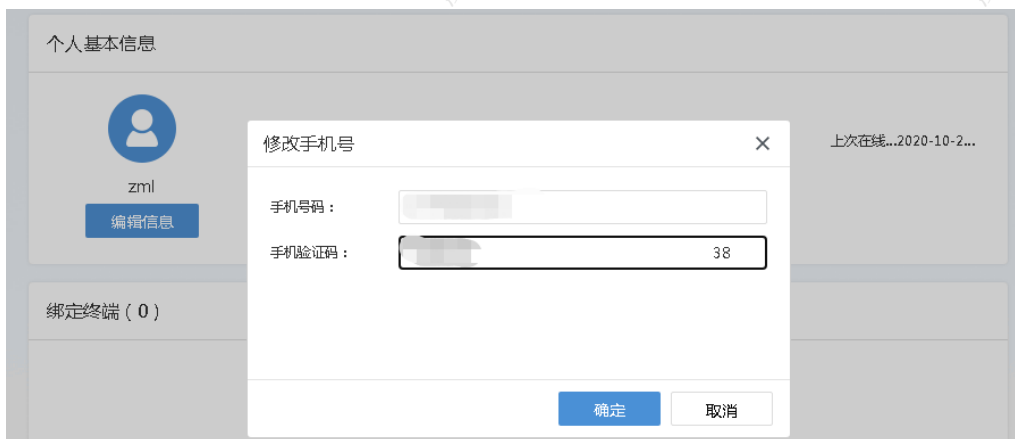 个人基本信息
修改手机号
上次在线...2020-10-2...
zml
编辑信息
手机号码：
手机验证码：
38
绑定终端(0)
确定
取消